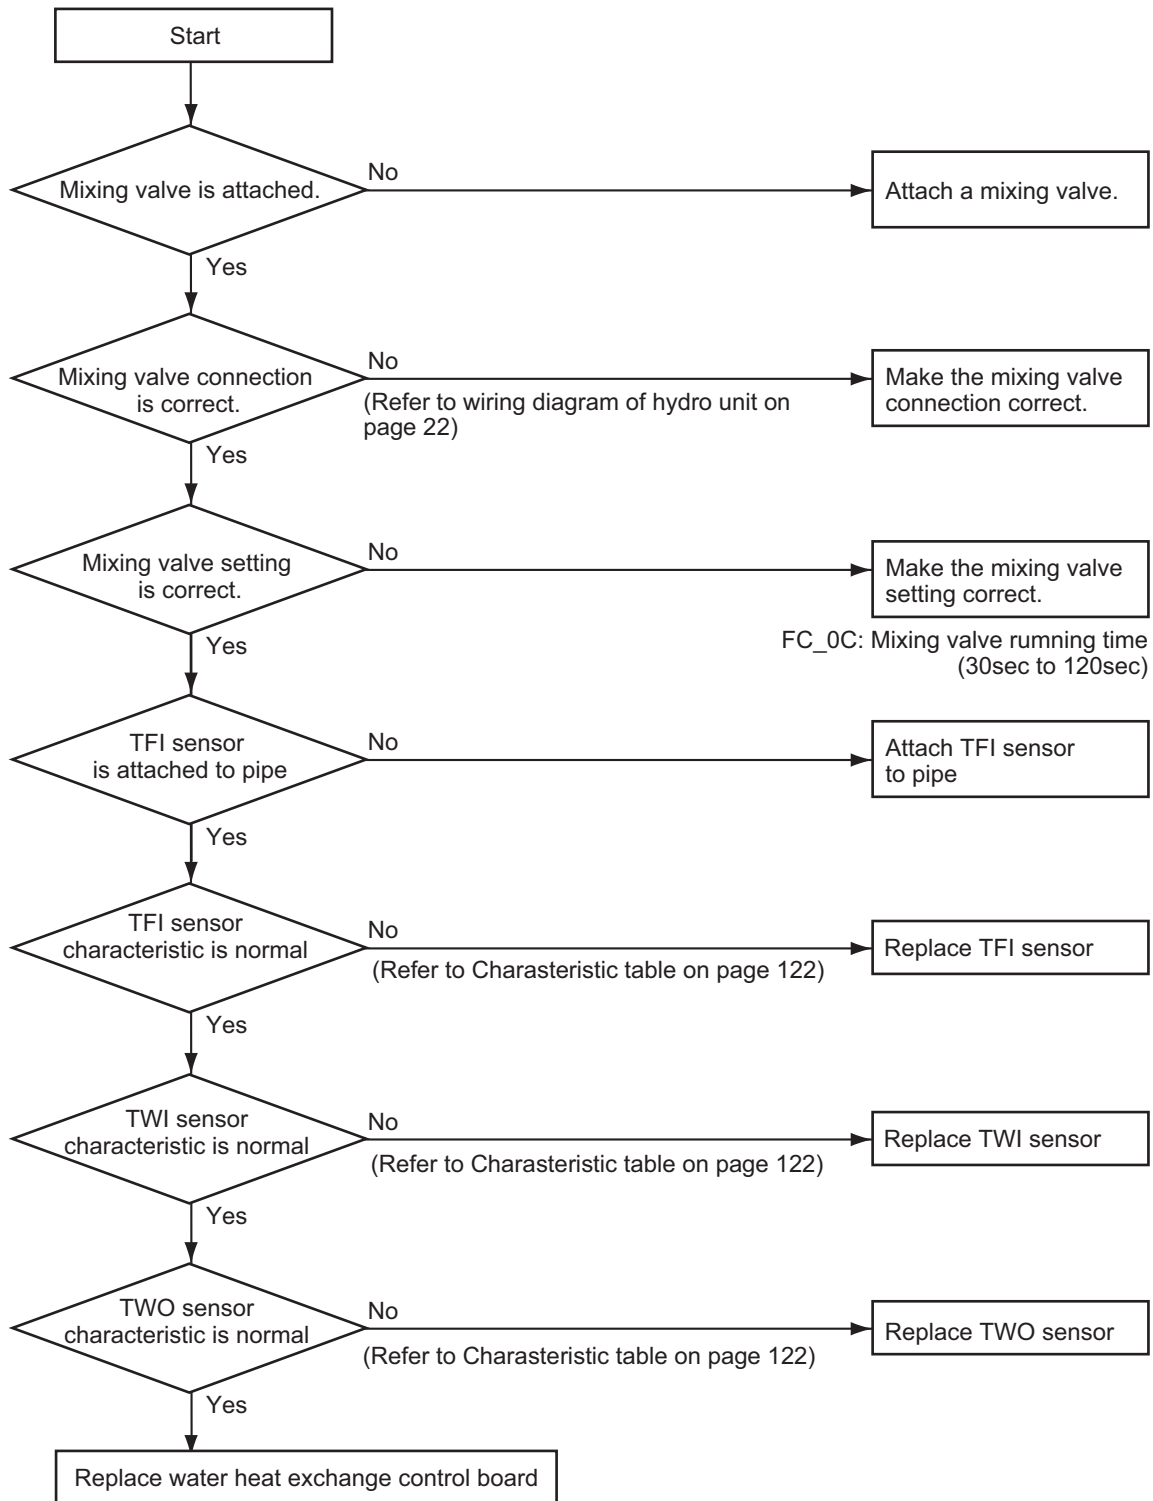 Start
Mixing valve is attached.
No
Attach a mixing valve.
Yes
Mixing valve connection
is correct.
No
(Refer to wiring diagram of hydro unit on
page 22)
Make the mixing valve
connection correct.
Yes
Mixing valve setting
is correct.
No
Make the mixing valve
setting correct.
FC_0C: Mixing valve rumning time
(30sec to 120sec)
Yes
TFI sensor
is attached to pipe
No
Attach TFI sensor
to pipe
Yes
TFI sensor
characteristic is normal
No
(Refer to Charasteristic table on page 122)
Replace TFI sensor
Yes
TWI sensor
characteristic is normal
No
(Refer to Charasteristic table on page 122)
Replace TWI sensor
Yes
TWO sensor
characteristic is normal
No
(Refer to Charasteristic table on page 122)
Replace TWO sensor
Yes
Replace water heat exchange control board